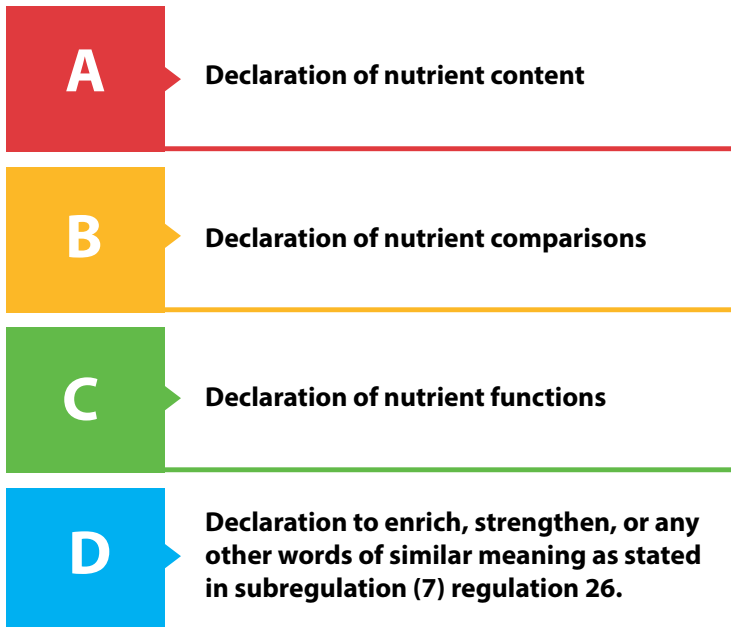 A
Declaration of nutrient content
B
Declaration of nutrient comparisons
C
Declaration of nutrient functions
D
Declaration to enrich, strengthen, or any
other words of similar meaning as stated
in subregulation (7) regulation 26.